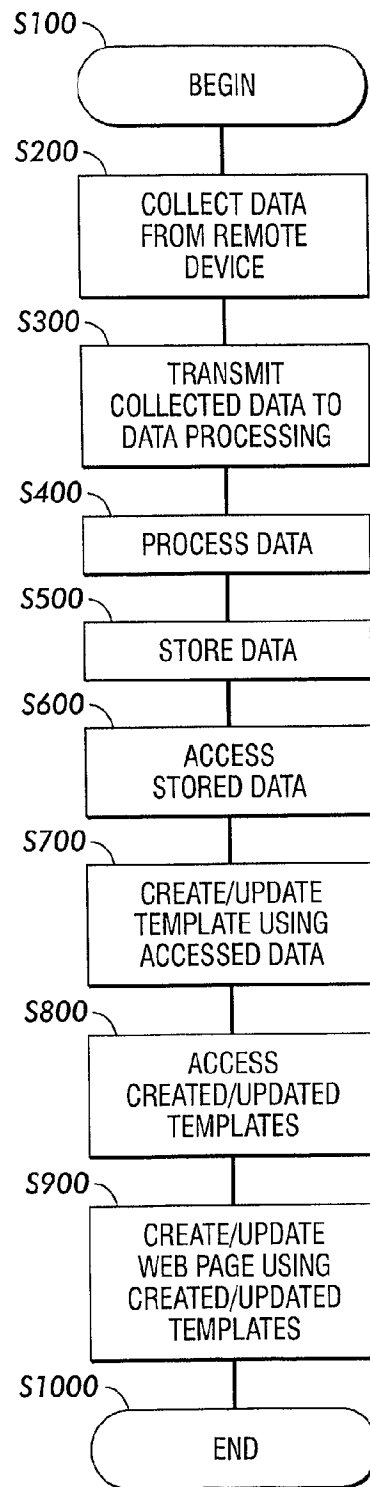 S100
BEGIN
S200
COLLECT DATA
FROM REMOTE
DEVICE
S300
TRANSMIT
COLLECTED DATA TO
DATA PROCESSING
S400
PROCESS DATA
S500
STORE DATA
S600
ACCESS
STORED DATA
S700
CREATE/UPDATE
TEMPLATE USING
ACCESSED DATA
S800
ACCESS
CREATED/UPDATED
TEMPLATES
S900
CREATE/UPDATE
WEB PAGE USING
CREATED/UPDATED
TEMPLATES
S1000
END